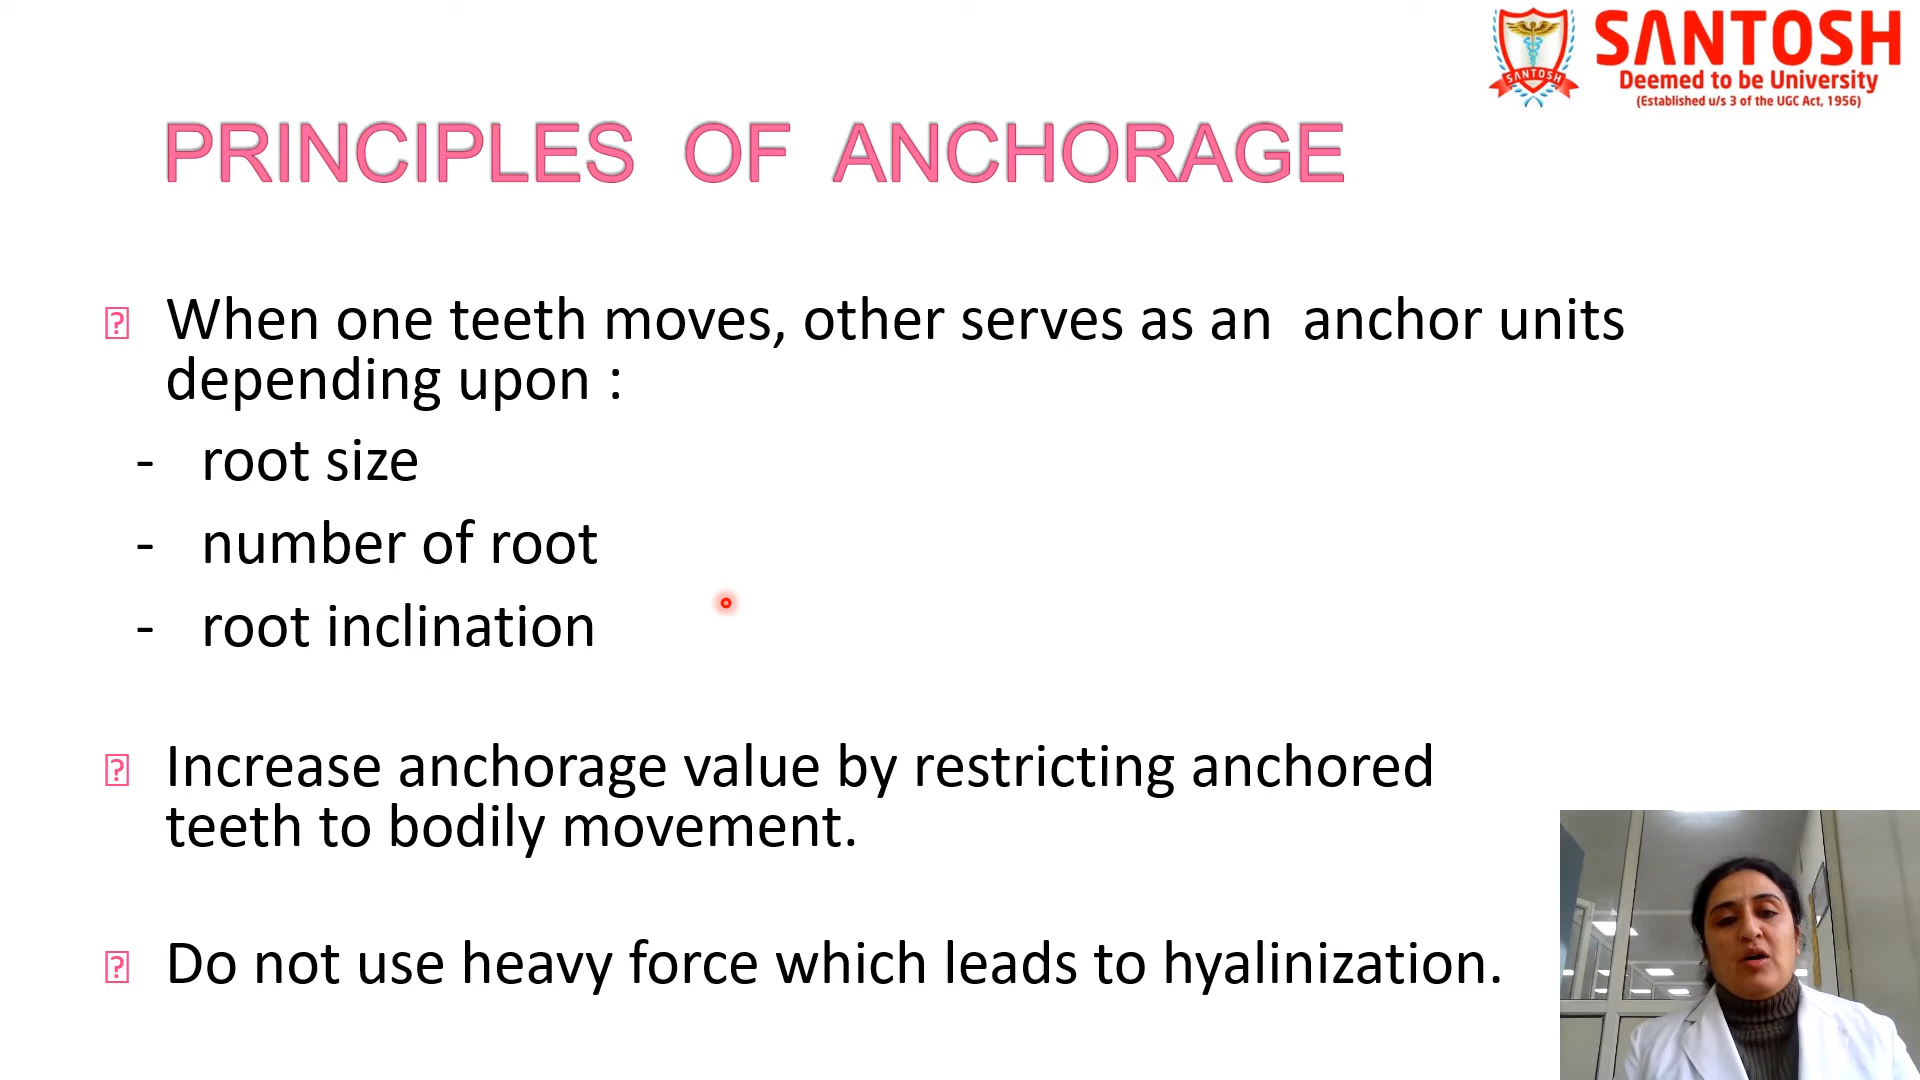 SANTOSH
Deemed to be University
(Established u/s 3 of the UGC Act, 1956)
SANTOSH
PRINCIPLES OF ANCHORAGE
When one teeth moves, other serves as an anchor units
depending upon :
- root size
- number of root
- root inclination
Increase anchorage value by restricting anchored
teeth to bodily movement.
Do not use heavy force which leads to hyalinization.